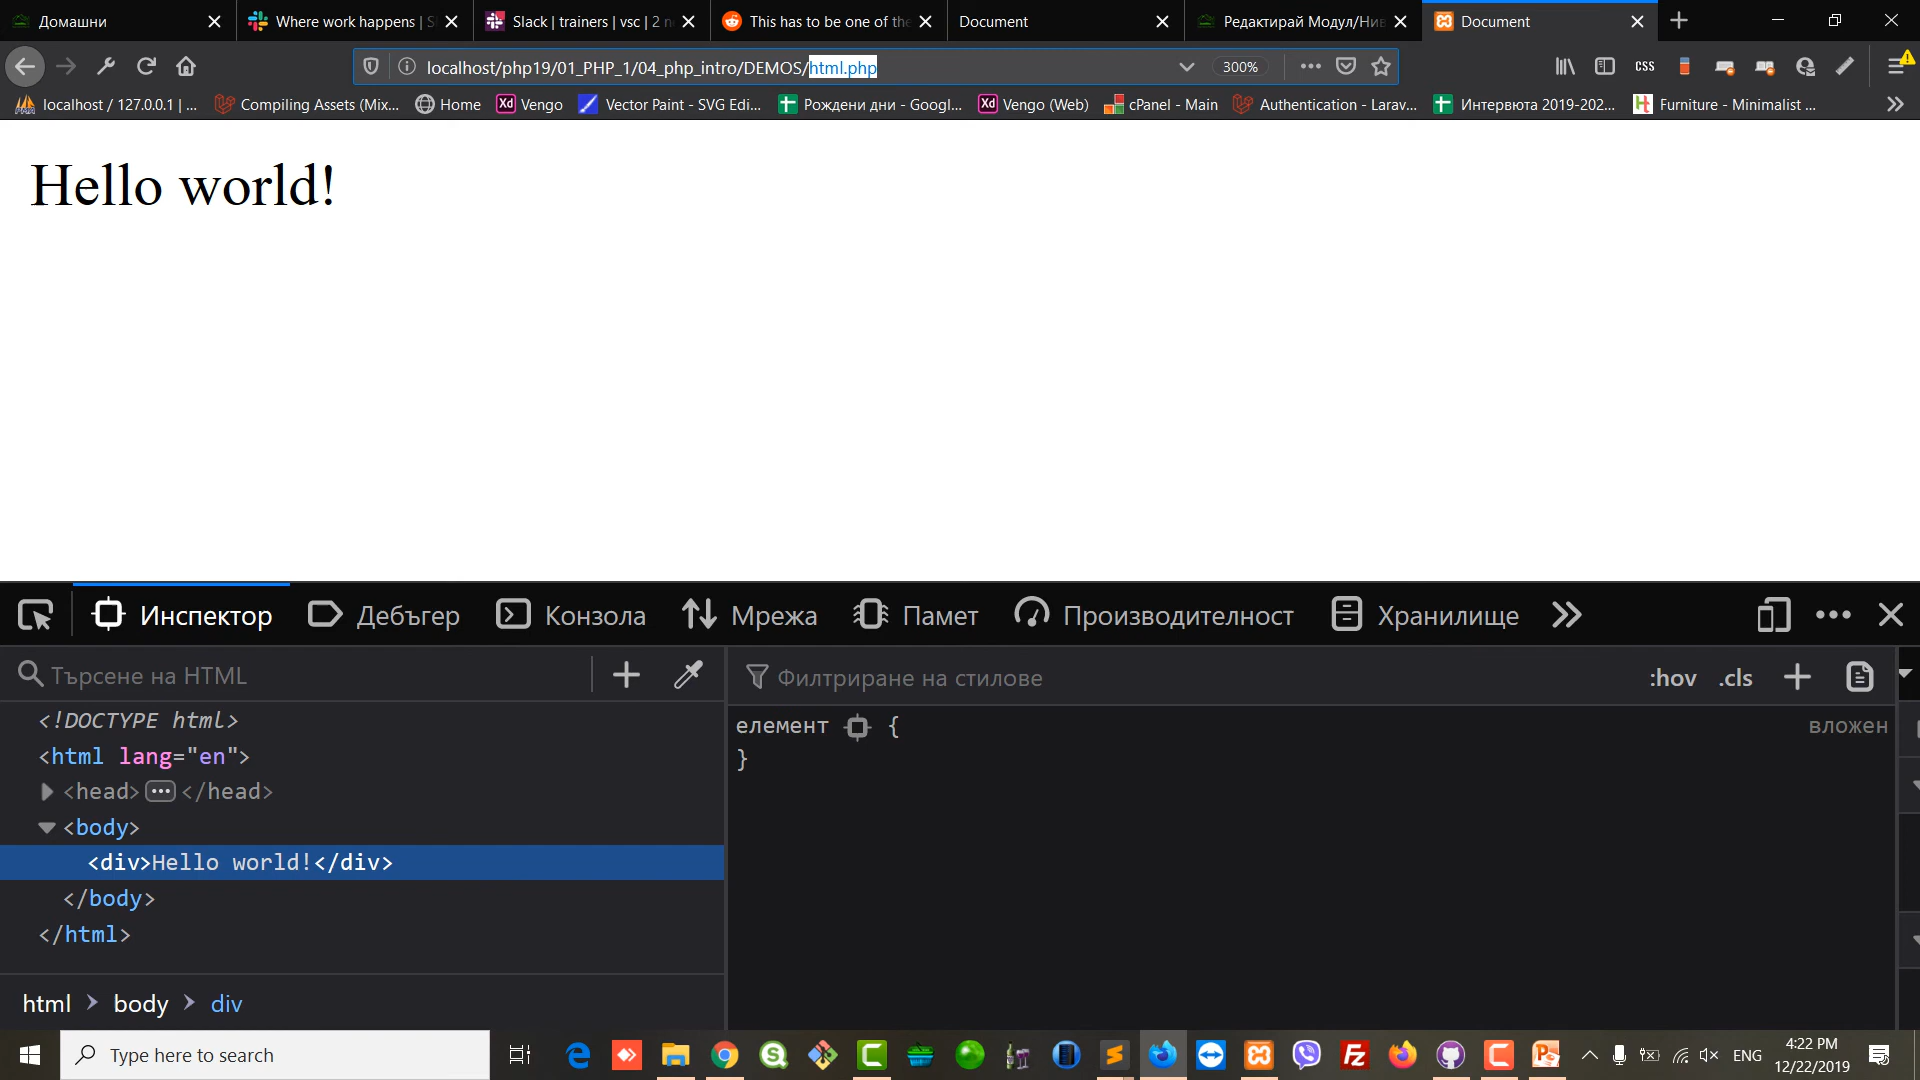 Домашни
Where work happens | S
Slack | trainers | vsc | 2 n
This has to be one of the
Document
Редактирай Модул/Нив
Document
localhost/php19/01_PHP_1/04_php_intro/DEMOS/html.php
300%
CSS
localhost / 127.0.0.1 | ...
Compiling Assets (Mix...
Home
Vengo
Vector Paint - SVG Edi...
Рождени дни - Googl...
Vengo (Web)
cPanel - Main
Authentication - Larav...
Интервюта 2019-202...
Furniture - Minimalist ...
Hello world!
Инспектор
Дебъгер
Конзола
Мрежа
Памет
Производителност
Хранилище
Търсене на HTML
Филтриране на стилове
:hov
.cls
<!DOCTYPE html>
<html lang="en">
<head> ... </head>
<body>
<div>Hello world!</div>
</body>
</html>
елемент {
}
вложен
html > body > div
Type here to search
ENG
4:22 PM
12/22/2019